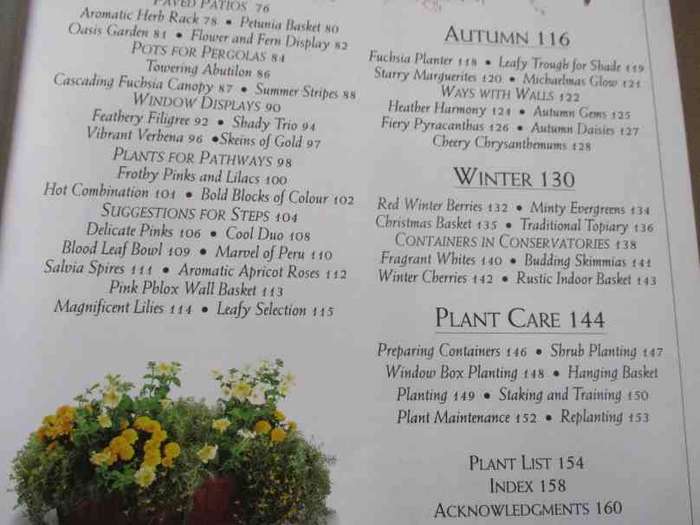 PAVED PATIOS 76
Aromatic Herb Rack 78 • Petunia Basket 80
Oasis Garden 81 • Flower and Fern Display 82
POTS FOR PERGOLAS 84
Towering Abutilon 86
Cascading Fuchsia Canopy 87 • Summer Stripes 88
WINDOW DISPLAYS 90
Feathery Filigree 92 • Shady Trio 94
Vibrant Verbena 96 •Skeins of Gold 97
PLANTS FOR PATHWAYS 98
Frothy Pinks and Lilacs 100
Hot Combination 101 • Bold Blocks of Colour 102
SUGGESTIONS FOR STEPS 104
Delicate Pinks 106 • Cool Duo 108
Blood Leaf Bowl 109 • Marvel of Peru 110
Salvia Spires 111 • Aromatic Apricot Roses 112
Pink Phlox Wall Basket 113
Magnificent Lilies 114 • Leafy Selection 115
AUTUMN 116
Fuchsia Planter 118 • Leafy Trough for Shade 119
Starry Marguerites 120 • Michaelmas Glow 121
WAYS WITH WALLS 122
Heather Harmony 124 • Autumn Gems 125
Fiery Pyracanthas 126 • Autumn Daisies 127
Cheery Chrysanthemums 128
WINTER 130
Red Winter Berries 132 • Minty Evergreens 134
Christmas Basket 135 • Traditional Topiary 136
CONTAINERS IN CONSERVATORIES 138
Fragrant Whites 140 • Budding Skimmias 141
Winter Cherries 142 • Rustic Indoor Basket 143
PLANT CARE 144
Preparing Containers 146 • Shrub Planting 147
Window Box Planting 148 • Hanging Basket
Planting 149 • Staking and Training 150
Plant Maintenance 152 • Replanting 153
PLANT LIST 154
INDEX 158
ACKNOWLEDGMENTS 160